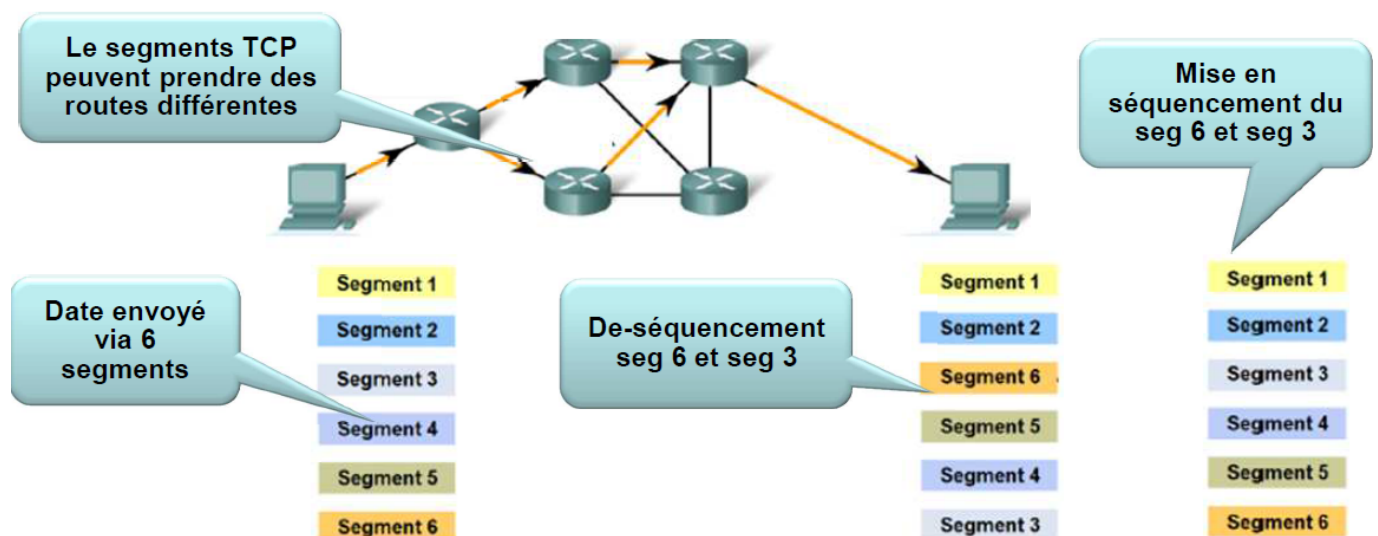 Le segments TCP
peuvent prendre des
routes différentes
Mise en
séquencement du
seg 6 et seg 3
Date envoyé
via 6
segments
Segment 1
Segment 2
Segment 3
Segment 4
Segment 5
Segment 6
De-séquencement
seg 6 et seg 3
Segment 1
Segment 2
Segment 6
Segment 5
Segment 4
Segment 3
Segment 1
Segment 2
Segment 3
Segment 4
Segment 5
Segment 6